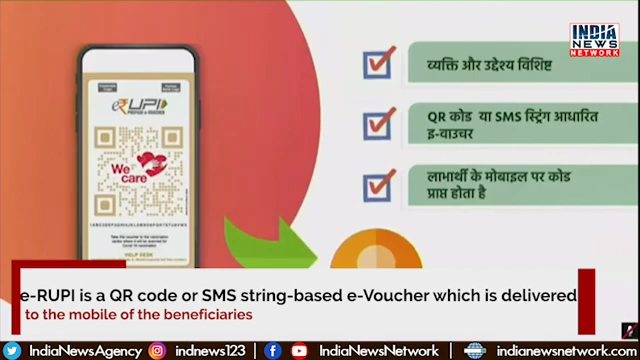 INDIA
NEWS
NETWORK
व्यक्ति और उद्देश्य विशिष्ट
QR कोड या SMS स्ट्रिंग आधारित
इ-वाउचर
लाभार्थी के मोबाइल पर कोड
प्राप्त होता है
eRUPI
PREPAID e-VOUCHER
We
care
HELP DESK
e-RUPI is a QR code or SMS string-based e-Voucher which is delivered
to the mobile of the beneficiaries
IndiaNewsAgency indnews123 IndiaNewsNetwork IndiaNewsNetwork indianewsnetwork.com